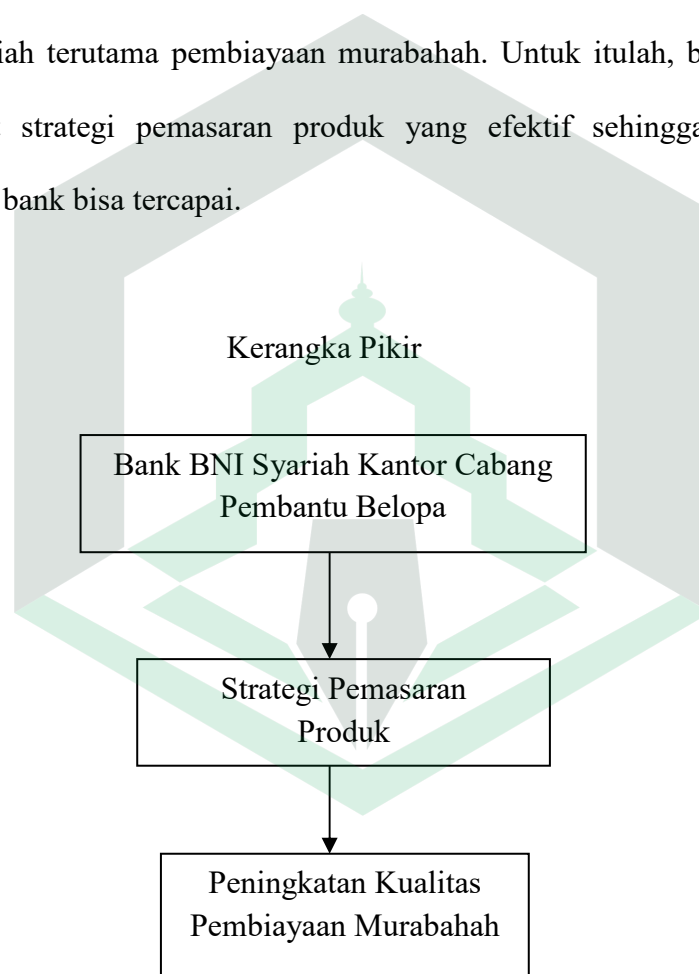 terutama pembiayaan murabahah. Untuk itulah,
strategi pemasaran produk yang efektif sehingga
bank bisa tercapai.
Kerangka Pikir
Bank BNI Syariah Kantor Cabang
Pembantu Belopa
Strategi Pemasaran
Produk
Peningkatan Kualitas
Pembiayaan Murabahah